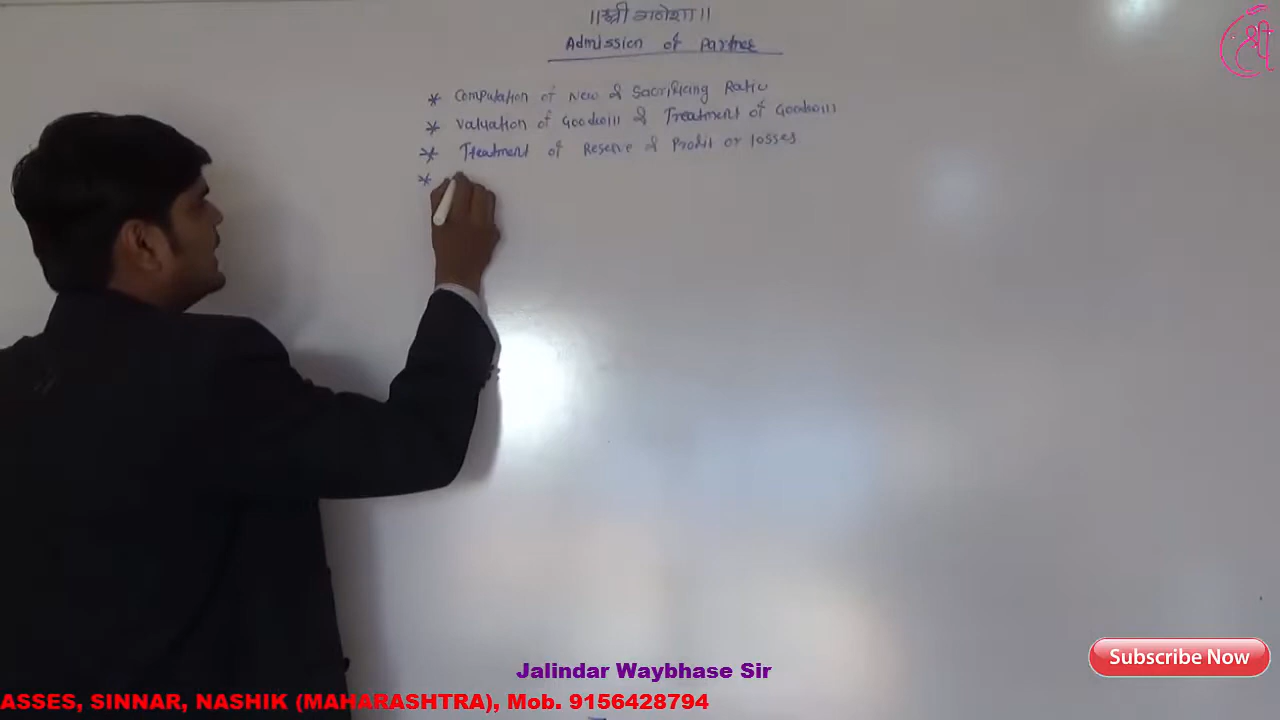 ॥ श्री गणेशा ॥
Admission of Partner
श्री
* Computation of New & Sacrificing Ratio
* Valuation of Goodwill & Treatment of Goodwill
* Treatment of Reserve & Profit or losses
*
Subscribe Now
Jalindar Waybhase Sir
ASSES, SINNAR, NASHIK (MAHARASHTRA), Mob. 9156428794